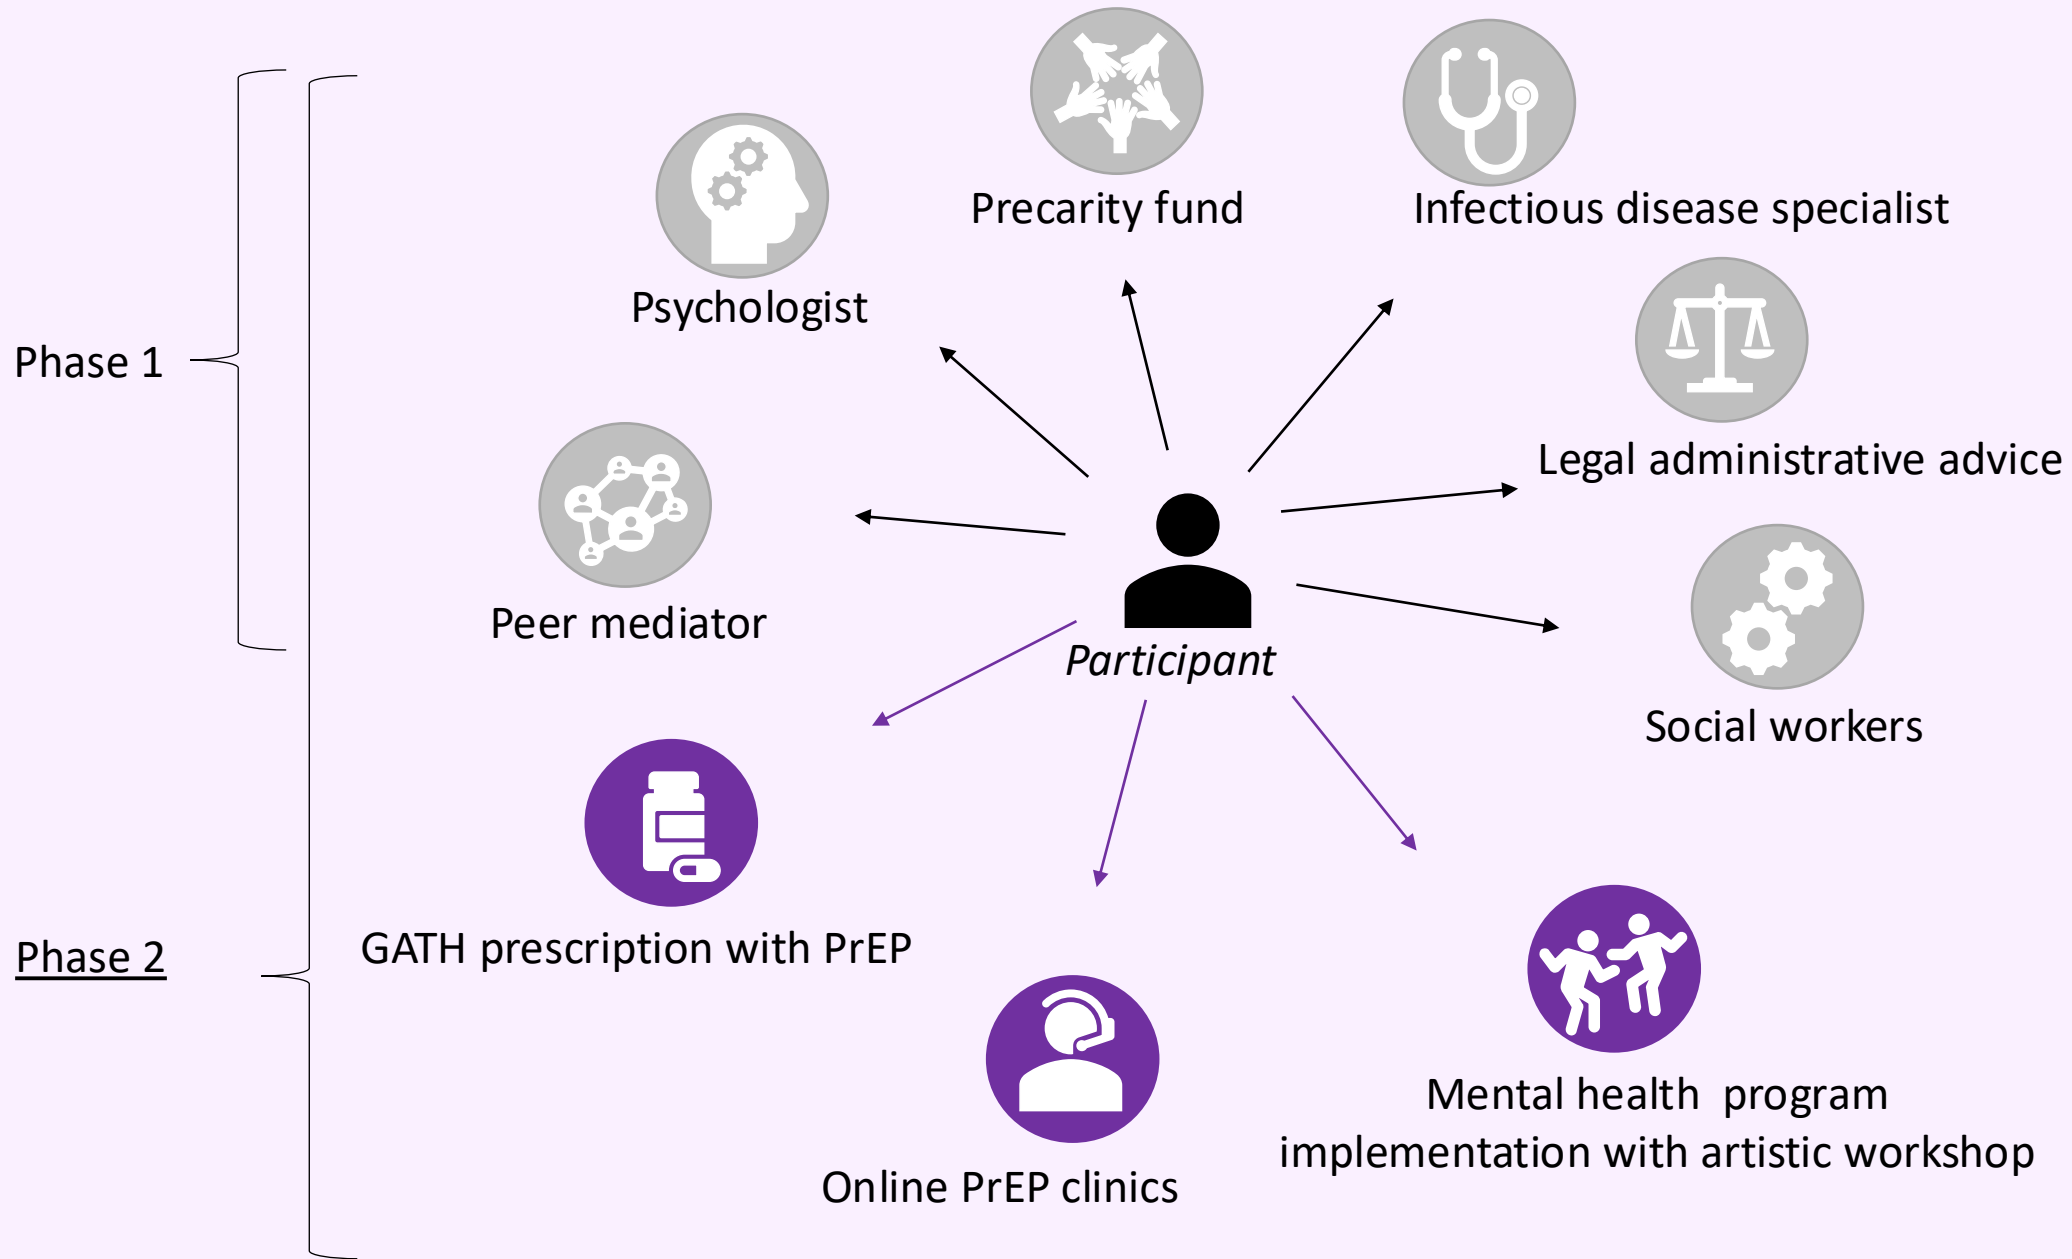 Precarity fund
Infectious disease specialist
Psychologist
Phase 1
Legal administrative advice
Peer mediator
Participant
Social workers
GATH prescription with PrEP
Phase 2
Mental health  program
implementation with artistic workshop
Online PrEP clinics